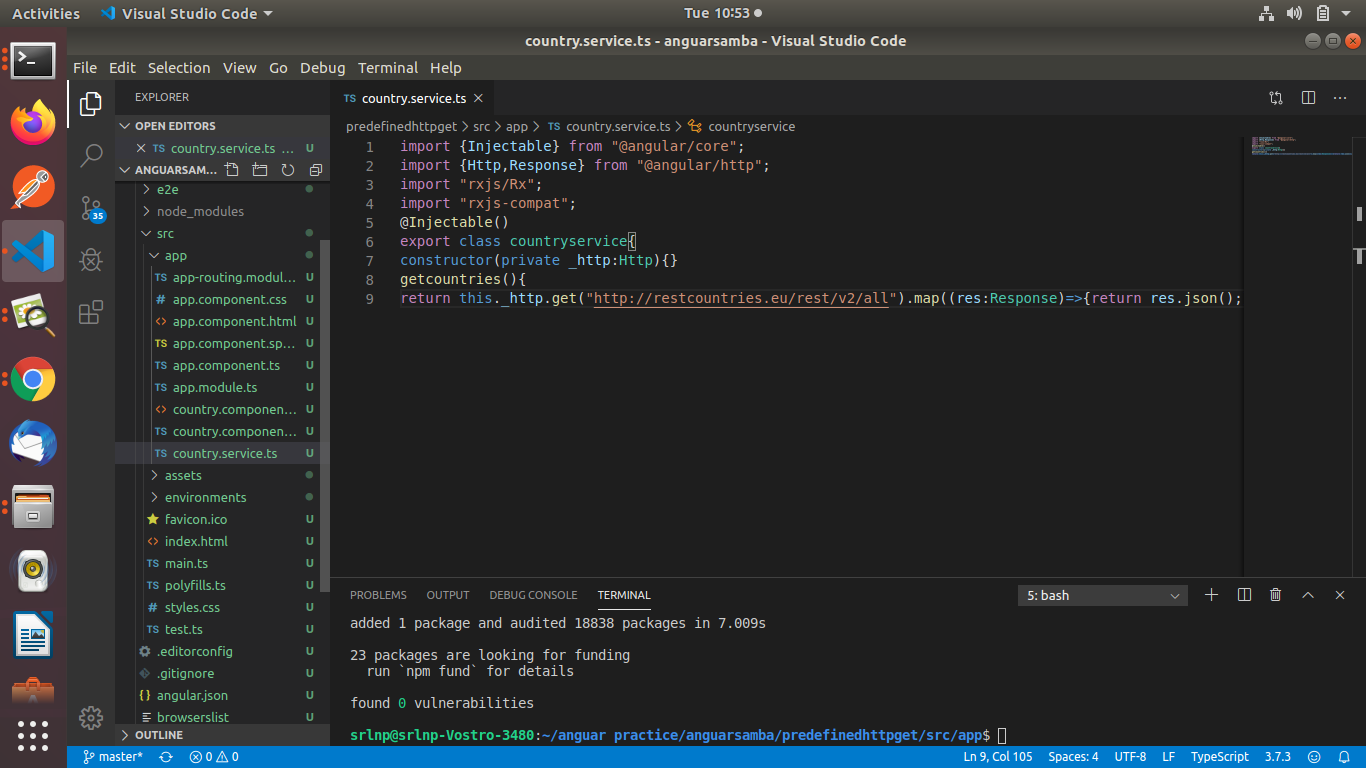 Activities
Visual Studio Code
Tue 10:53
country.service.ts - anguarsamba - Visual Studio Code
File Edit Selection View Go Debug Terminal Help
EXPLORER
OPEN EDITORS
TS country.service.ts ... U
ANGUARSAM...
e2e
node_modules
src
app
TS app-routing.modul... U
# app.component.css U
<> app.component.html U
TS app.component.sp... U
TS app.component.ts U
TS app.module.ts U
<> country.componen... U
TS country.componen... U
TS country.service.ts U
assets
environments
favicon.ico U
<> index.html U
TS main.ts U
TS polyfills.ts U
# styles.css U
TS test.ts U
.editorconfig U
.gitignore U
{} angular.json U
browserslist U
OUTLINE
35
TS country.service.ts
predefinedhttpget > src > app > TS country.service.ts > countryservice
1 import {Injectable} from "@angular/core";
2 import {Http,Response} from "@angular/http";
3 import "rxjs/Rx";
4 import "rxjs-compat";
5 @Injectable()
6 export class countryservice{
7 constructor(private _http:Http){}
8 getcountries(){
9 return this._http.get("http://restcountries.eu/rest/v2/all").map((res:Response)=>{return res.json();
PROBLEMS OUTPUT DEBUG CONSOLE TERMINAL
5: bash
added 1 package and audited 18838 packages in 7.009s
23 packages are looking for funding
run `npm fund` for details
found 0 vulnerabilities
srlnp@srlnp-Vostro-3480:~/anguar practice/anguarsamba/predefinedhttpget/src/app$
master* 0 0 Ln 9, Col 105 Spaces: 4 UTF-8 LF TypeScript 3.7.3